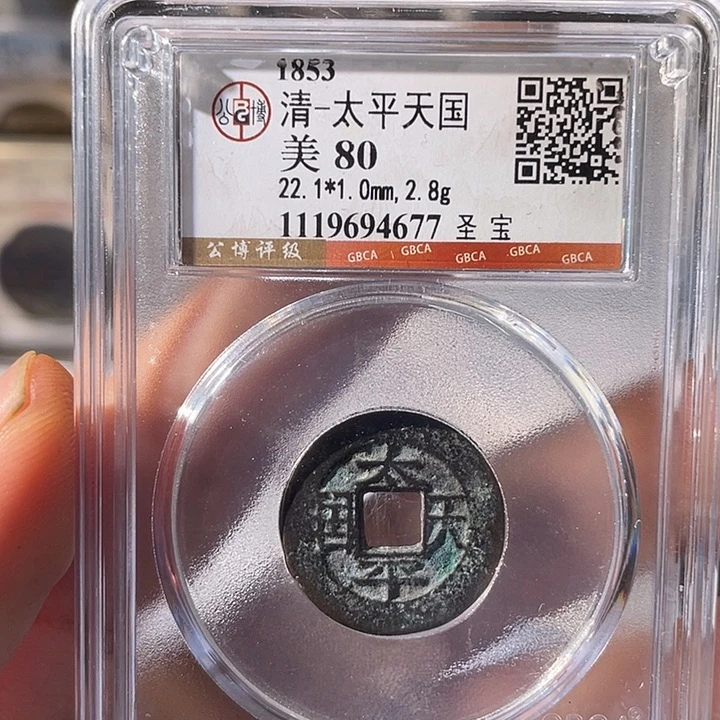 1853
清-太平天国
美 80
22.1*1.0mm, 2.8g
1119694677 圣 宝
公博评级 GBCA GBCA GBCA GBCA GBCA
太
平
天